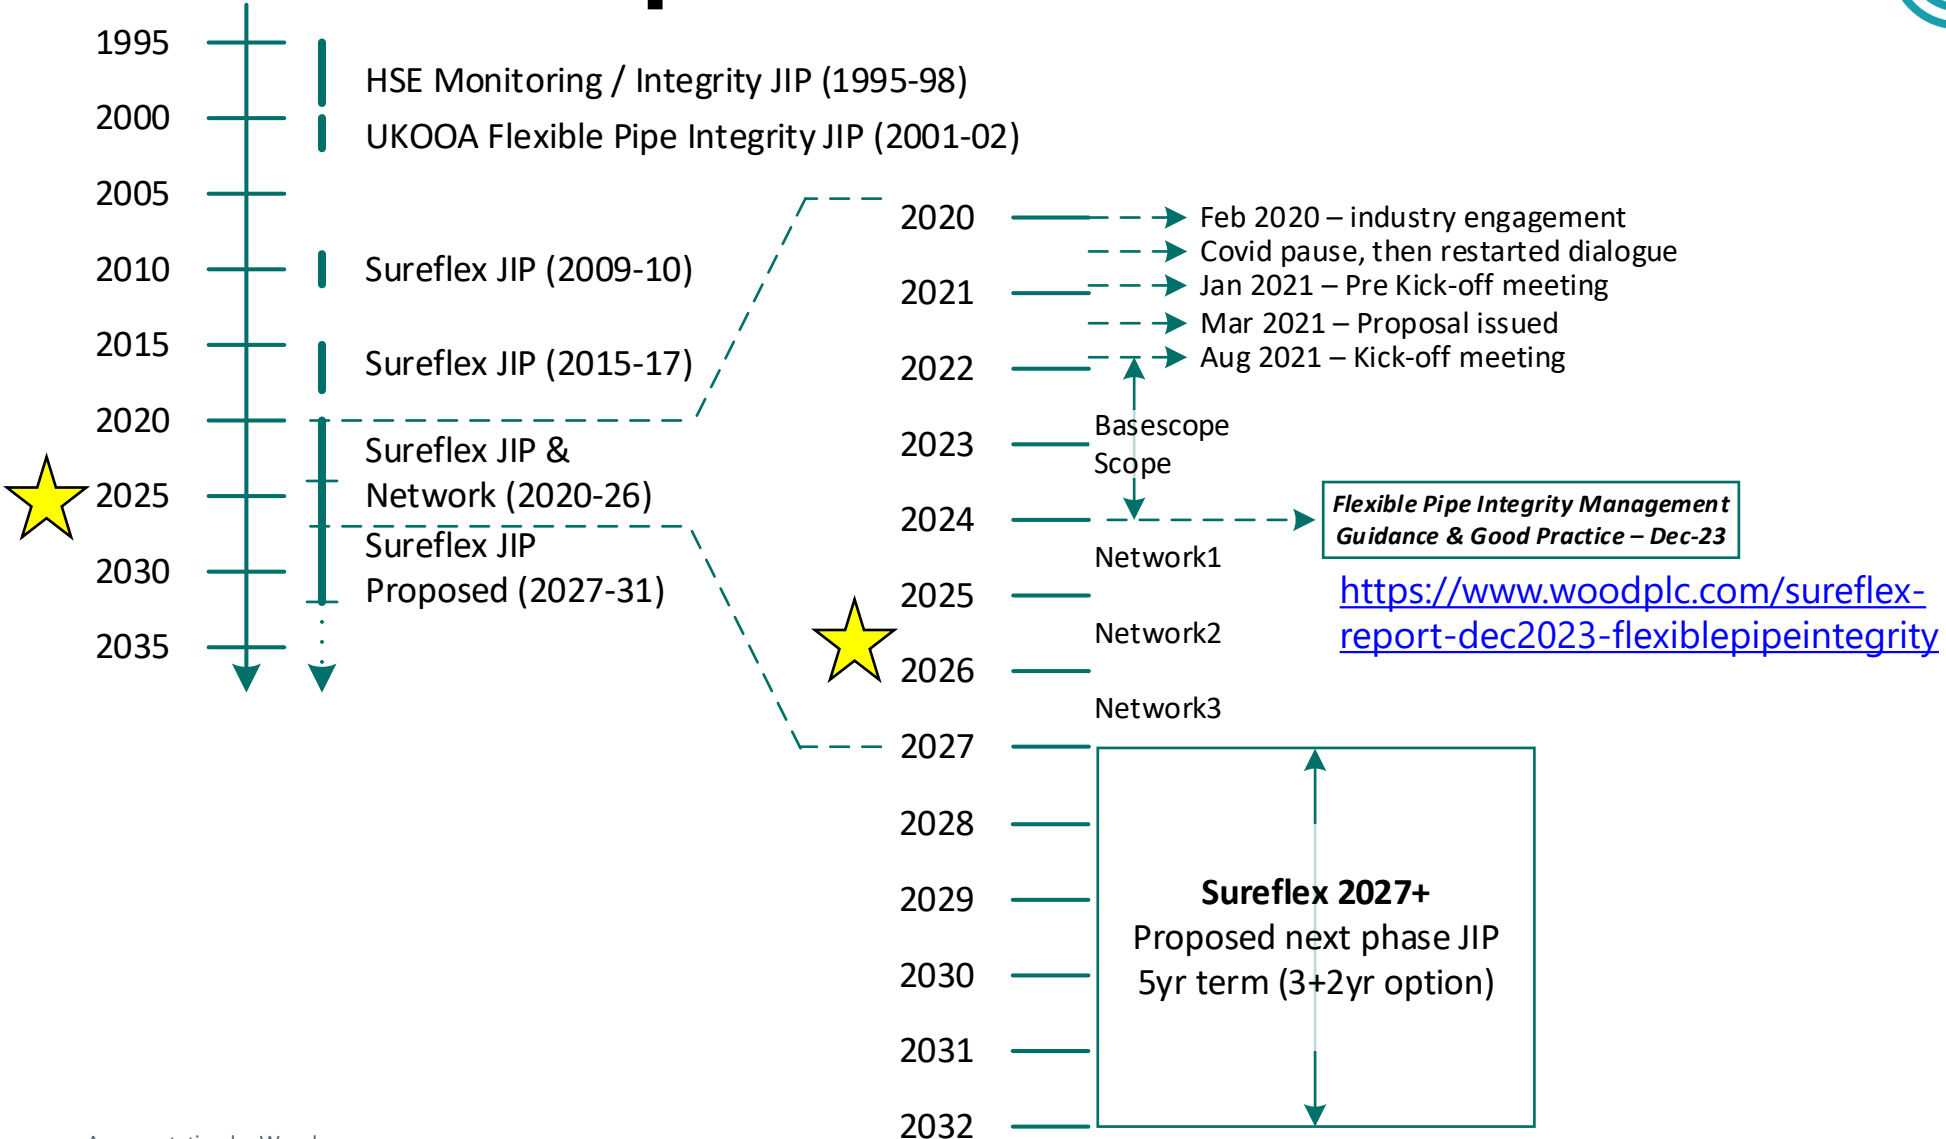 1995
2000
2005
2010
2015
2020
2025
2030
2035
HSE Monitoring / Integrity JIP (1995-98)
UKOOA Flexible Pipe Integrity JIP (2001-02)
Sureflex JIP (2009-10)
Sureflex JIP (2015-17)
Sureflex JIP &
Network (2020-26)
Sureflex JIP
Proposed (2027-31)
2020
2021
2022
2023
2024
2025
2026
2027
2028
2029
2030
2031
2032
Feb 2020 – industry engagement
Covid pause, then restarted dialogue
Jan 2021 – Pre Kick-off meeting
Mar 2021 – Proposal issued
Aug 2021 – Kick-off meeting
Basescope
Scope
Network1
Network2
Network3
Flexible Pipe Integrity Management
Guidance & Good Practice – Dec-23
https://www.woodplc.com/sureflex-
report-dec2023-flexiblepipeintegrity
Sureflex 2027+
Proposed next phase JIP
5yr term (3+2yr option)